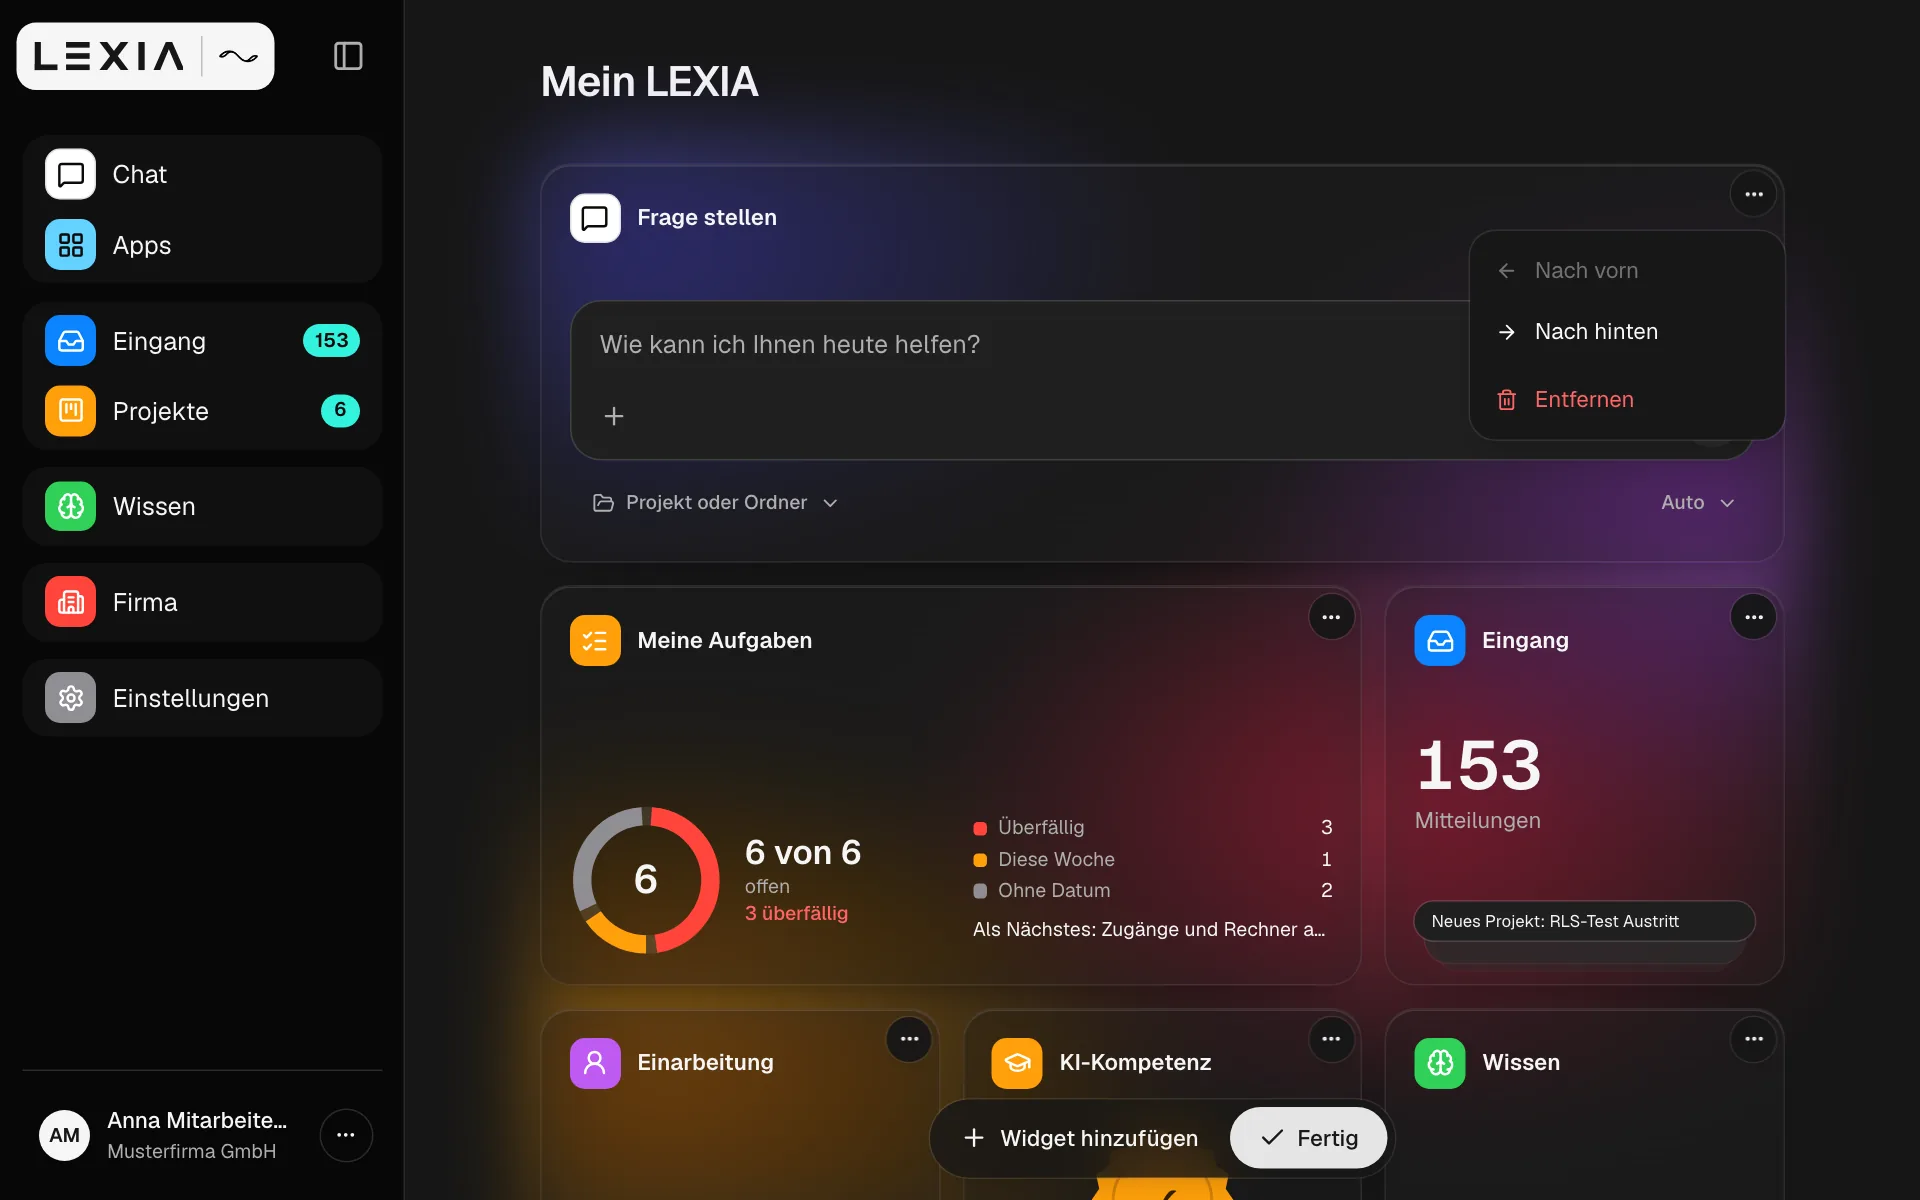 LEXIA
Chat
Apps
Eingang 153
Projekte 6
Wissen
Firma
Einstellungen
AM
Anna Mitarbeite...
Musterfirma GmbH
Mein LEXIA
Frage stellen
Wie kann ich Ihnen heute helfen?
Projekt oder Ordner
Auto
Nach vorn
Nach hinten
Entfernen
Meine Aufgaben
6
6 von 6
offen
3 überfällig
Überfällig 3
Diese Woche 1
Ohne Datum 2
Als Nächstes: Zugänge und Rechner a...
Eingang
153
Mitteilungen
Neues Projekt: RLS-Test Austritt
Einarbeitung
KI-Kompetenz
Wissen
Widget hinzufügen
Fertig